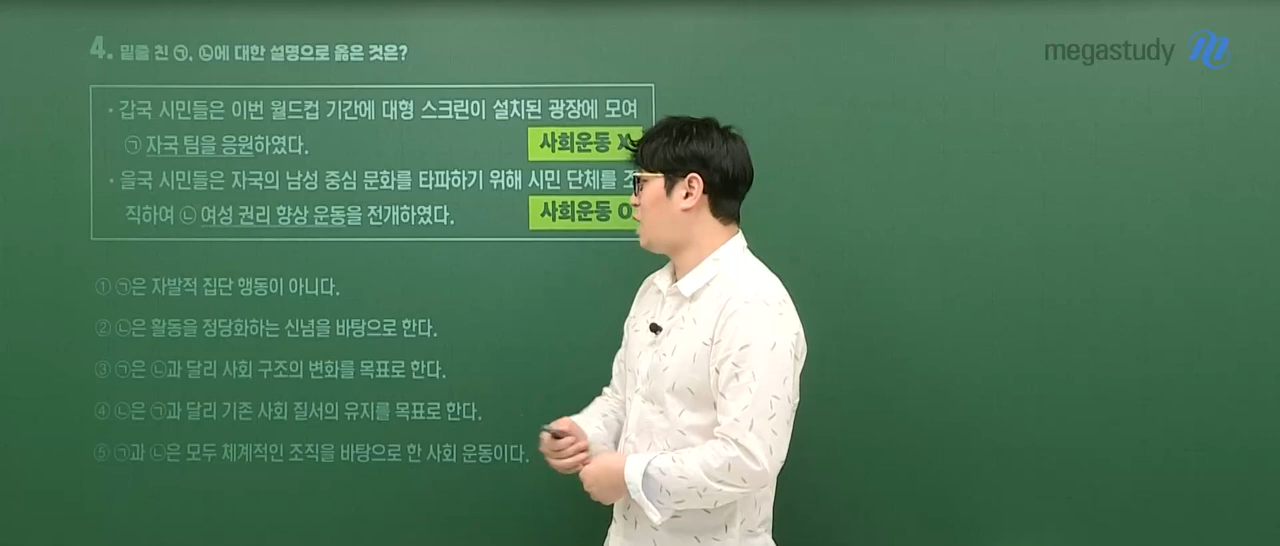 megastudy
4. 밑줄 친 ㉠, ㉡에 대한 설명으로 옳은 것은?
· 갑국 시민들은 이번 월드컵 기간에 대형 스크린이 설치된 광장에 모여
㉠ 자국 팀을 응원하였다.
사회운동 X
· 을국 시민들은 자국의 남성 중심 문화를 타파하기 위해 시민 단체를 조
직하여 ㉡ 여성 권리 향상 운동을 전개하였다.
사회운동 O
① ㉠은 자발적 집단 행동이 아니다.
② ㉡은 활동을 정당화하는 신념을 바탕으로 한다.
③ ㉠은 ㉡과 달리 사회 구조의 변화를 목표로 한다.
④ ㉡은 ㉠과 달리 기존 사회 질서의 유지를 목표로 한다.
⑤ ㉠과 ㉡은 모두 체계적인 조직을 바탕으로 한 사회 운동이다.